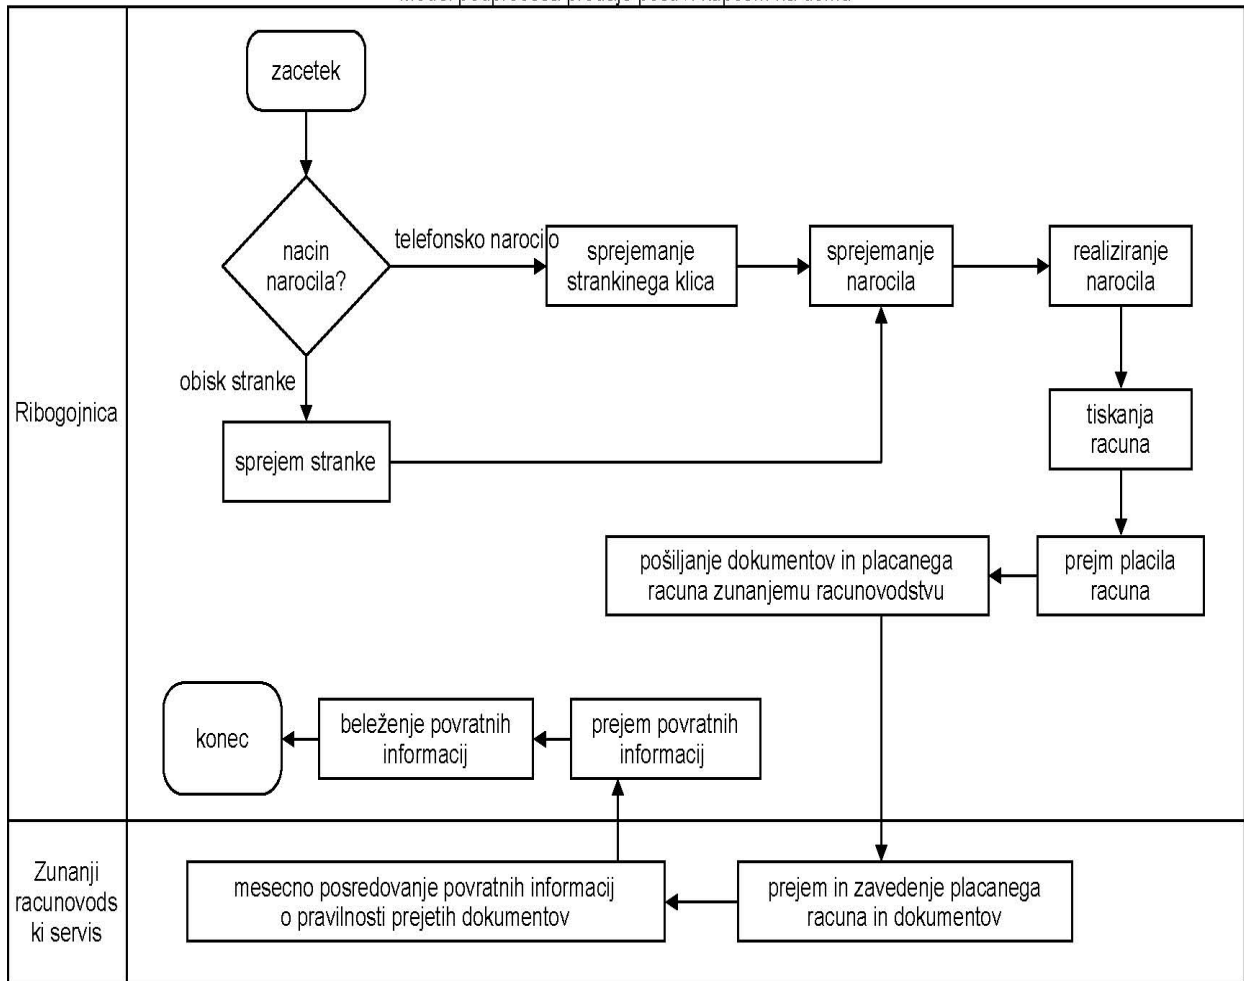 zacetek
nacin
narocila?
telefonsko narocilo
sprejemanje
strankinega klica
sprejemanje
narocila
realiziranje
narocila
obisk stranke
sprejem stranke
Ribogojnica
tiskanja
racuna
pošiljanje dokumentov in placanega
racuna zunanjemu racunovodstvu
prejm placila
racuna
konec
beleženje povratnih
informacij
prejem povratnih
informacij
Zunanji
racunovods
ki servis
mesecno posredovanje povratnih informacij
o pravilnosti prejetih dokumentov
prejem in zavedenje placanega
racuna in dokumentov